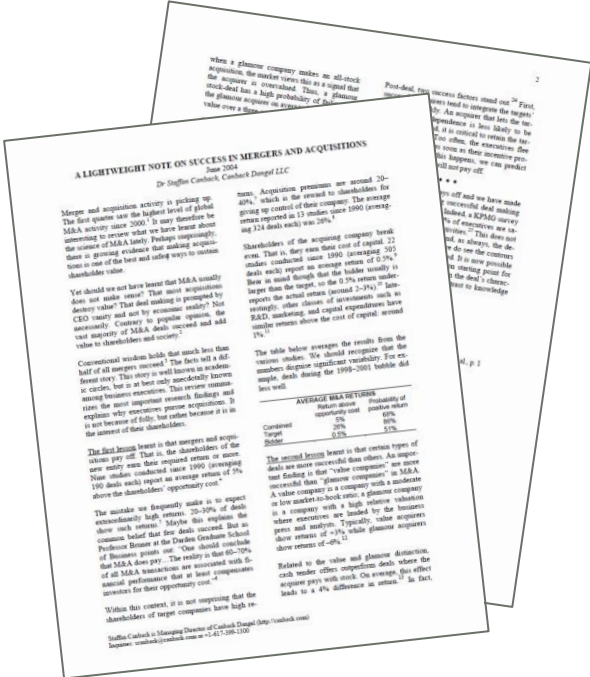 A LIGHTWEIGHT NOTE ON SUCCESS IN MERGERS AND ACQUISITIONS
June 2004
Dr Staffan Canback, Canback Dangel LLC
Merger and acquisition activity is picking up.
The first quarter saw the highest level of global
M&A activity since 2000.¹ It may therefore be
interesting to review what we have learnt about
the science of M&A lately. Perhaps surprisingly,
there is growing evidence that making acquisi-
tions is one of the best and safest ways to sustain
shareholder value.
Yet should we not have learnt that M&A usually
does not make sense? That most acquisitions
destroy value? That deal making is prompted by
CEO vanity and not by economic reality? Not
necessarily. Contrary to popular opinion, the
vast majority of M&A deals succeed and add
value to shareholders and society.
Conventional wisdom holds that much less than
half of all mergers succeed. The facts tell a dif-
ferent story. This story is well known in academ-
ic circles, but is at best only anecdotally known
among business executives. This review summa-
rizes the most important research findings and
explains why executives pursue acquisitions. It
is not because of folly, but rather because it is in
the interest of their shareholders.
The first lesson learnt is that mergers and acqui-
sitions pay off. That is, the shareholders of the
new entity earn their required return or more.
Nine studies conducted since 1990 (averaging
190 deals each) report an average return of 5%
above the shareholders' opportunity cost.
The mistake we frequently make is to expect
extraordinarily high returns. 20–30% of deals
show such returns. Maybe this explains the
common belief that few deals succeed. But as
Professor Bruner at the Darden Graduate School
of Business points out: "One should conclude
that M&A does pay... The reality is that 60–70%
of all M&A transactions are associated with fi-
nancial performance that at least compensates
investors for their opportunity cost."
Within this context, it is not surprising that the
shareholders of target companies have high re-
turns. Acquisition premiums are around 20–
40%, which is the reward to shareholders for
giving up control of their company. The average
return reported in 13 studies since 1990 (averag-
ing 324 deals each) was 26%.
Shareholders of the acquiring company break
even. That is, they earn their cost of capital. 22
studies conducted since 1990 (averaging 505
deals each) report an average return of 0.5%.
Bear in mind though that the bidder usually is
larger than the target, so the 0.5% return under-
reports the actual return (around 2–3%). Inte-
restingly, other classes of investments such as
R&D, marketing, and capital expenditures have
similar returns above the cost of capital: around
1%.
The table below averages the results from the
various studies. We should recognize that the
numbers disguise significant variability. For ex-
ample, deals during the 1998–2001 bubble did
less well.
AVERAGE M&A RETURNS
Return above opportunity cost Probability of positive return
Combined 5% 68%
Target 26% 86%
Bidder 0.5% 51%
The second lesson learnt is that certain types of
deals are more successful than others. An impor-
tant finding is that "value companies" are more
successful than "glamour companies" in M&A.
A value company is a company with a moderate
or low market-to-book ratio; a glamour company
is a company with a high relative valuation
where executives are lauded by the business
press and analysts. Typically, value acquirers
show returns of +3% while glamour acquirers
show returns of –6%.
Related to the value and glamour distinction,
cash tender offers outperform deals where the
acquirer pays with stock. On average, this effect
leads to a 4% difference in return. In fact,
Staffan Canback is Managing Director of Canback Dangel (http://canback.com)
Inquiries: scanback@canback.com or +1-617-399-1300
2
when a glamour company makes an all-stock
acquisition, the market views this as a signal that
the acquirer is overvalued. Thus, a glamour
stock-deal has a high probability of
the glamour acquirer on average
value over a three
Post-deal, two success factors stand out. First,
tend to integrate the targets'
An acquirer that lets the tar-
dependence is less likely to be
it is critical to retain the tar-
Too often, the executives flee
so soon as their incentive pro-
this happens, we can predict
will not pay off.
* * *
pays off and we have made
successful deal making
Indeed, a KPMG survey
% of executives are sa-
This does not
as always, the de-
do see the contours
It is now possible
starting point for
the deal's charac-
to knowledge
al., p. 1